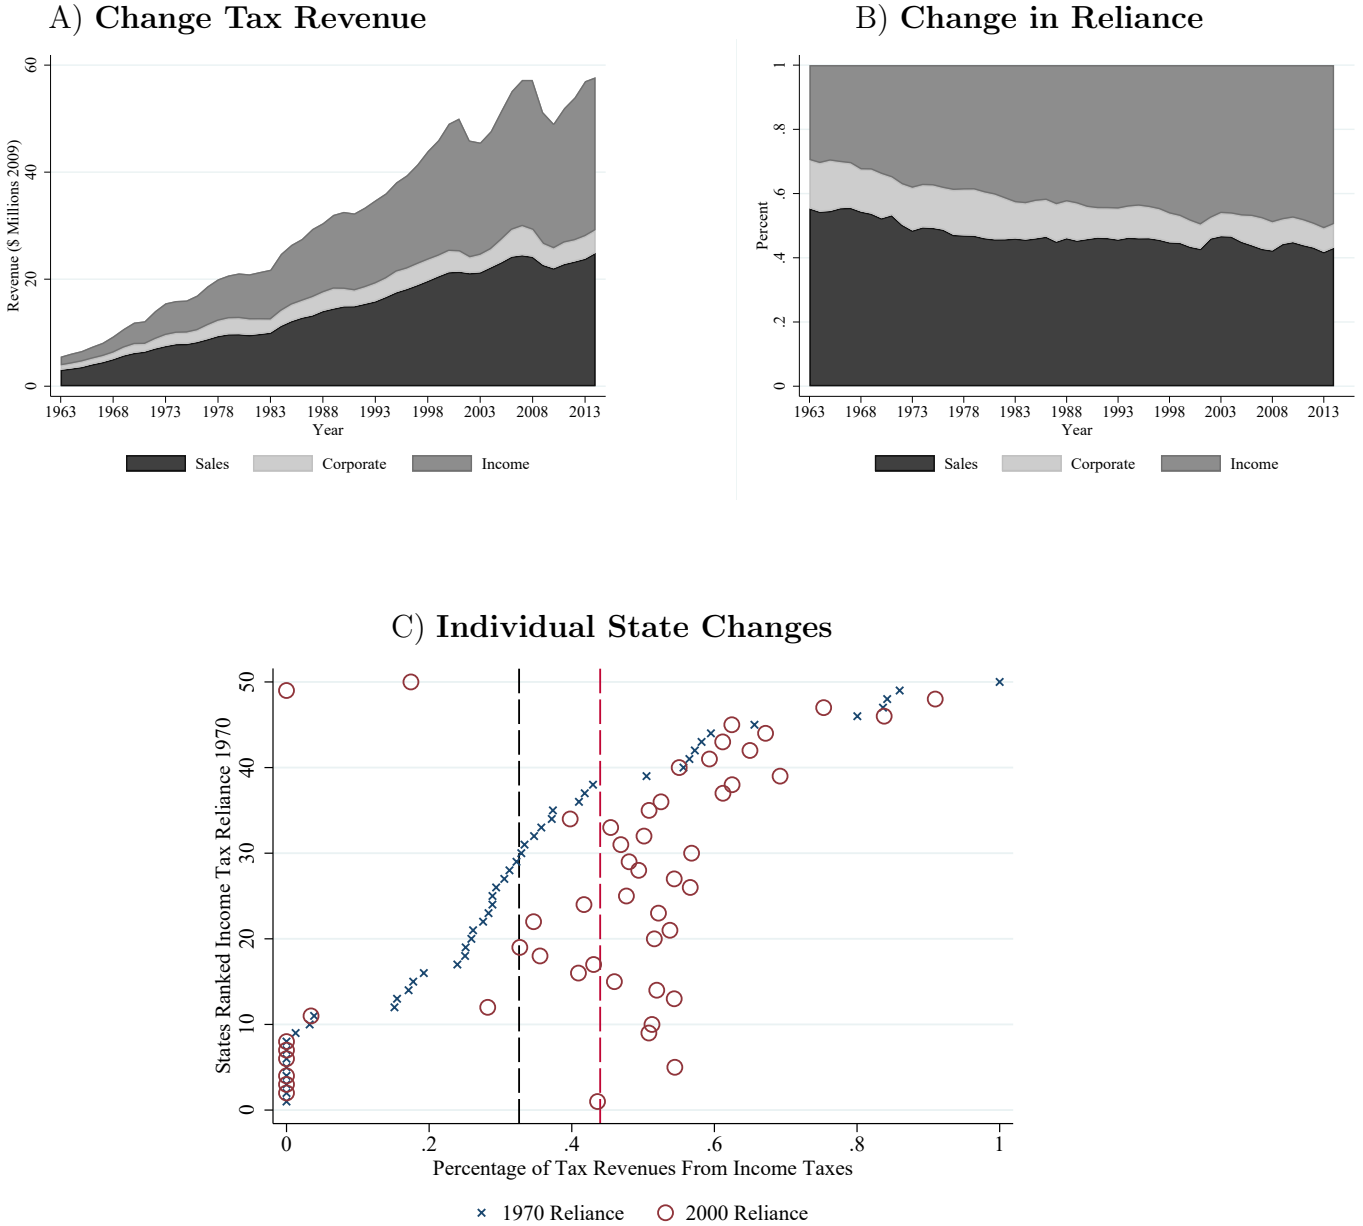 A) Change Tax Revenue
Revenue ($ Millions 2009)
60
40
20
0
1963 1968 1973 1978 1983 1988 1993 1998 2003 2008 2013
Year
Sales Corporate Income
B) Change in Reliance
Percent
1
.8
.6
.4
.2
0
1963 1968 1973 1978 1983 1988 1993 1998 2003 2008 2013
Year
Sales Corporate Income
C) Individual State Changes
States Ranked Income Tax Reliance 1970
50
40
30
20
10
0
0 .2 .4 .6 .8 1
Percentage of Tax Revenues From Income Taxes
1970 Reliance 2000 Reliance